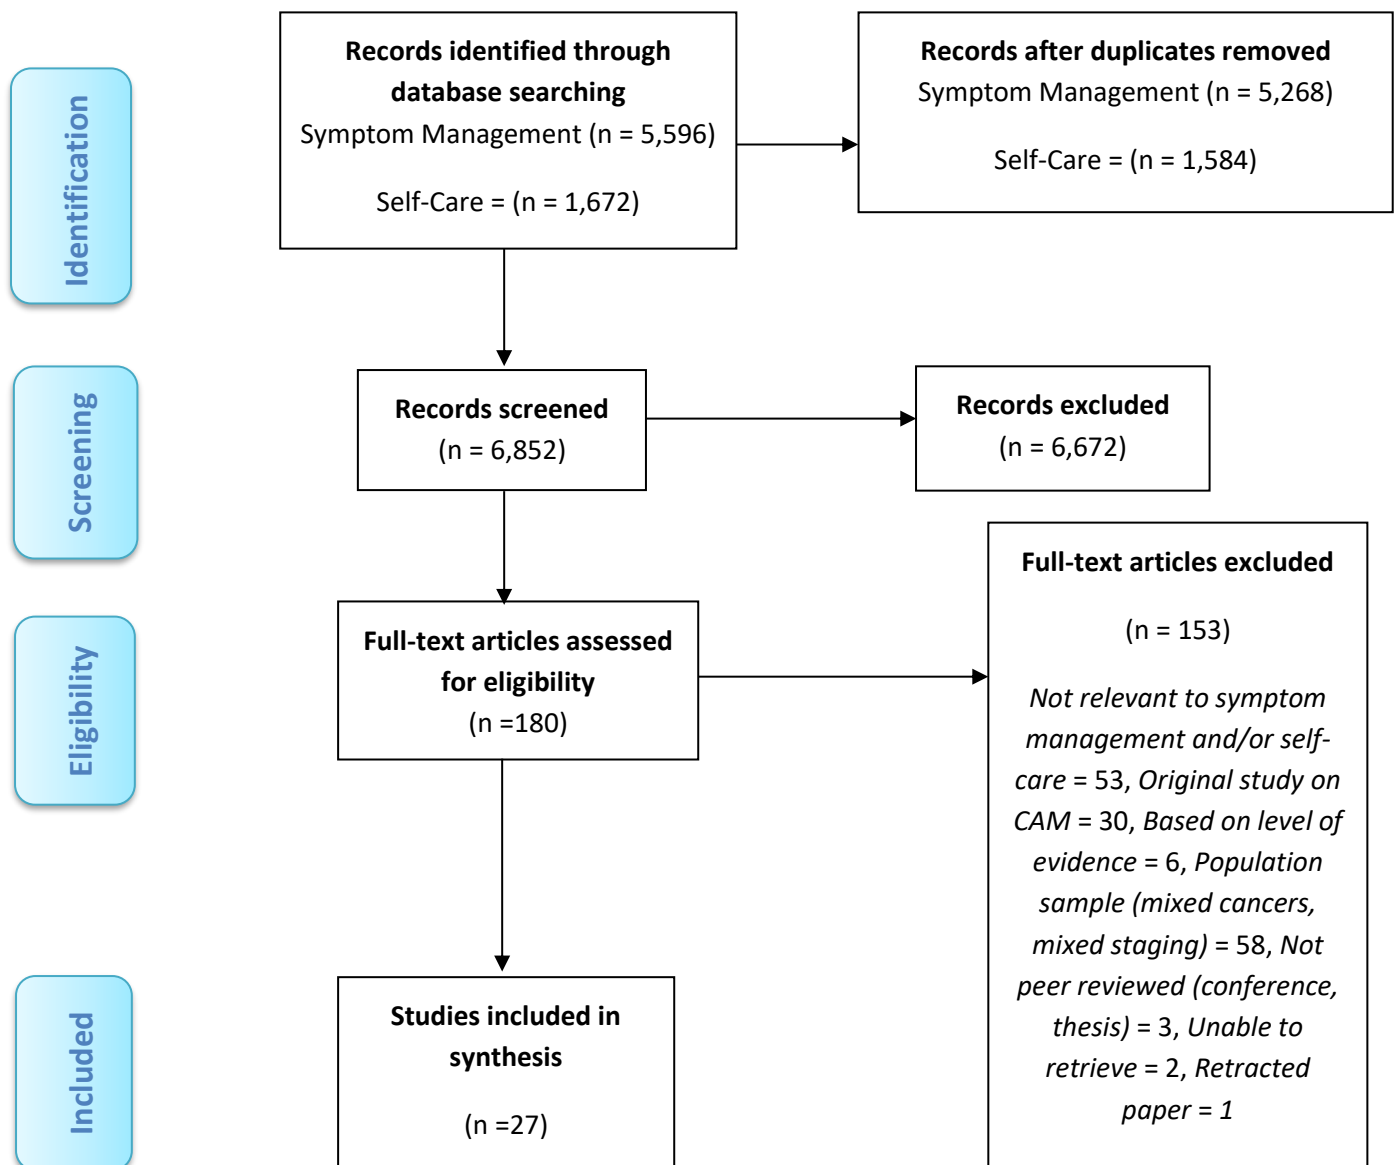 Identification
Records identified through
database searching
Symptom Management (n = 5,596)
Self-Care = (n = 1,672)
Records after duplicates removed
Symptom Management (n = 5,268)
Self-Care = (n = 1,584)
Screening
Records screened
(n = 6,852)
Records excluded
(n = 6,672)
Eligibility
Full-text articles assessed
for eligibility
(n =180)
Full-text articles excluded
(n = 153)
Not relevant to symptom
management and/or self-
care = 53, Original study on
CAM = 30, Based on level of
evidence = 6, Population
sample (mixed cancers,
mixed staging) = 58, Not
peer reviewed (conference,
thesis) = 3, Unable to
retrieve = 2, Retracted
paper = 1
Included
Studies included in
synthesis
(n =27)